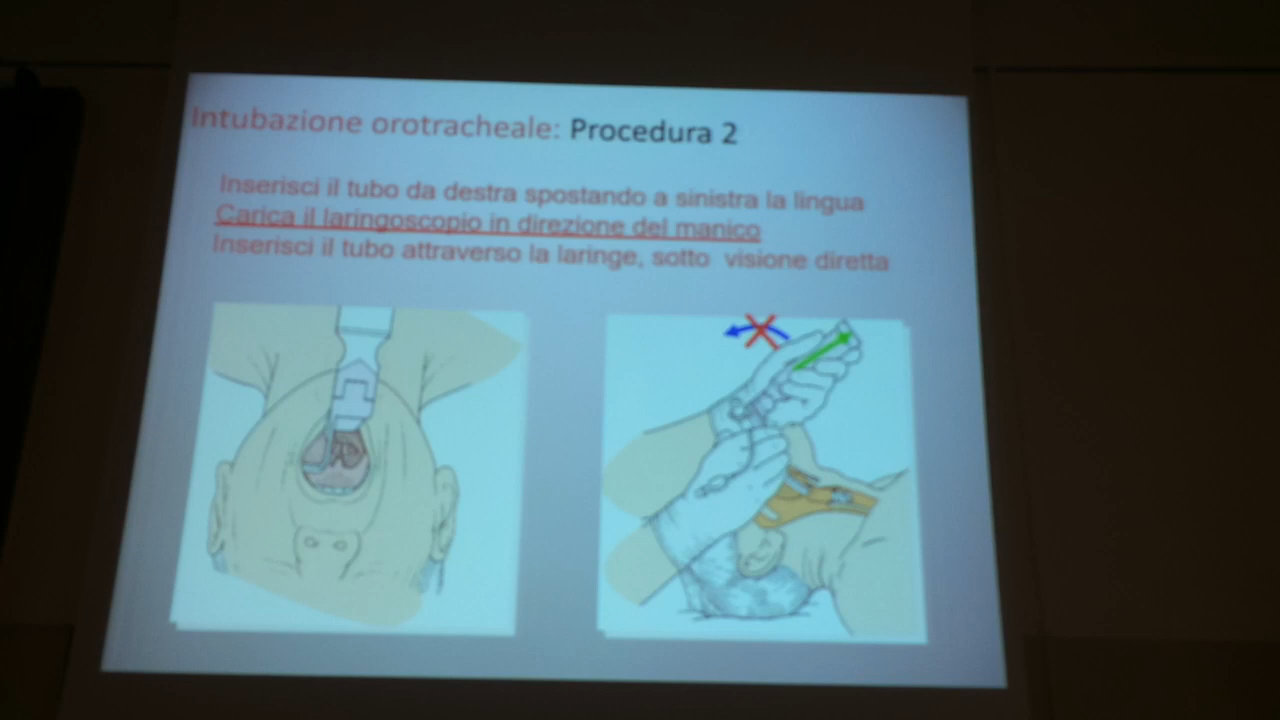 Intubazione orotracheale: Procedura 2
Inserisci il tubo da destra spostando a sinistra la lingua
Carica il laringoscopio in direzione del manico
Inserisci il tubo attraverso la laringe, sotto visione diretta